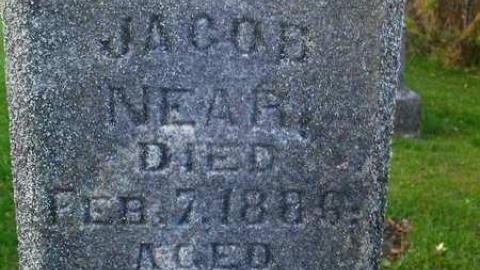 JACOB
NEAR,
DIED
FEB. 7. 1886.
AGED